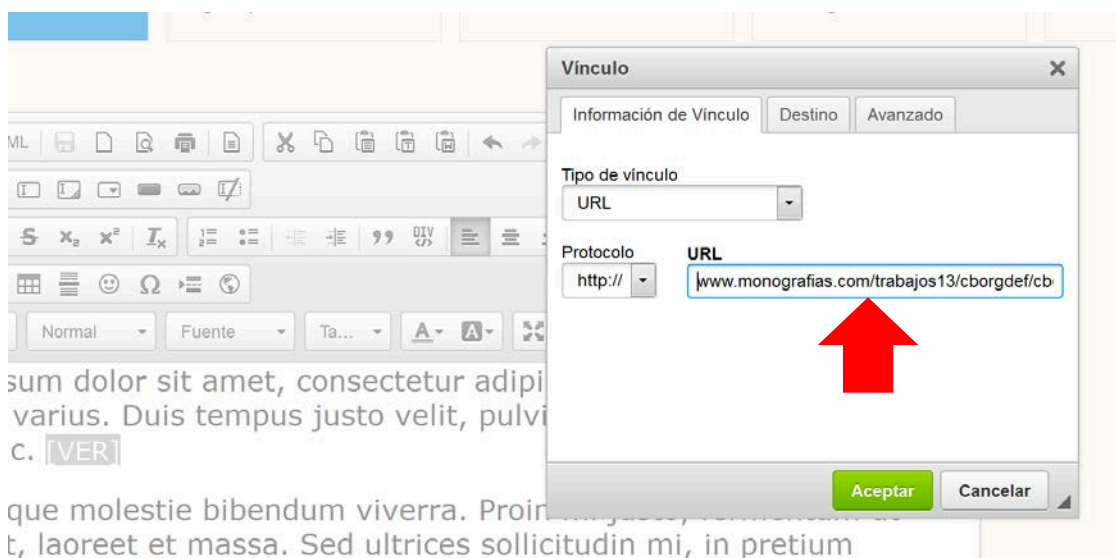 Vínculo
Información de Vínculo Destino Avanzado
Tipo de vínculo
URL
Protocolo URL
http:// www.monografias.com/trabajos13/cborgdef/cb
Aceptar Cancelar
ML
DIV
Normal Fuente Ta...
sum dolor sit amet, consectetur adipi
varius. Duis tempus justo velit, pulvi
c. [VER]
que molestie bibendum viverra. Proin
t, laoreet et massa. Sed ultrices sollicitudin mi, in pretium